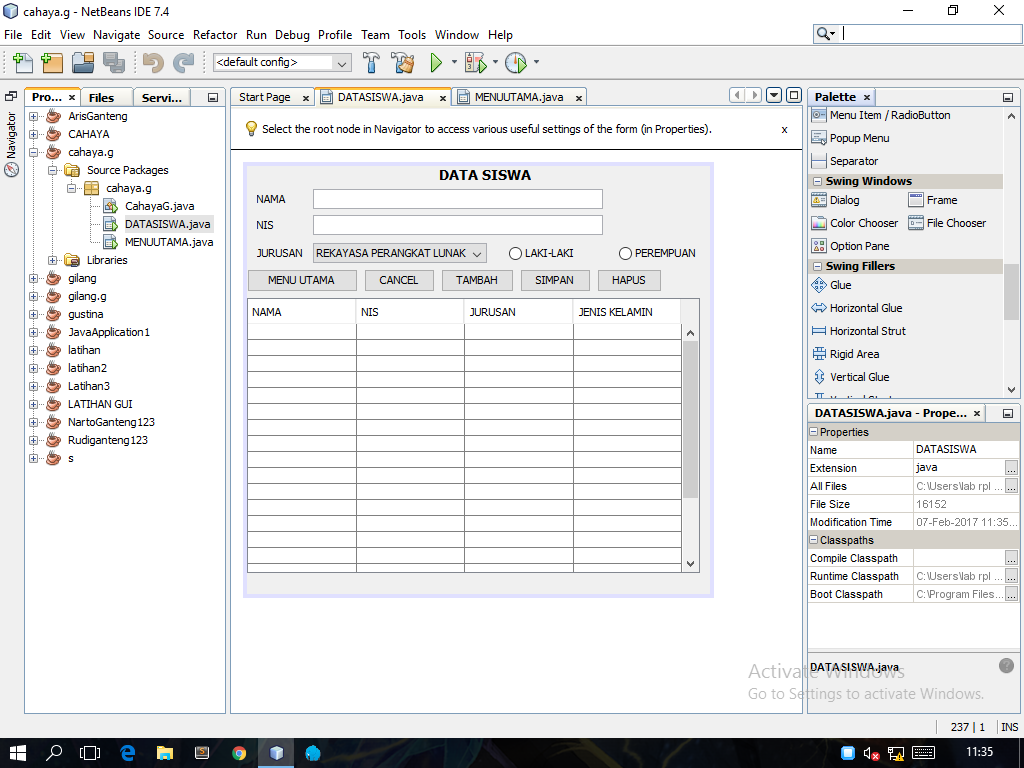 cahaya.g - NetBeans IDE 7.4
File Edit View Navigate Source Refactor Run Debug Profile Team Tools Window Help
<default config>
Pro... x Files Servi...
Navigator
ArisGanteng
CAHAYA
cahaya.g
Source Packages
cahaya.g
CahayaG.java
DATASISWA.java
MENUUTAMA.java
Libraries
gilang
gilang.g
gustina
JavaApplication1
latihan
latihan2
Latihan3
LATIHAN GUI
NartoGanteng123
Rudiganteng123
s
Start Page x DATASISWA.java x MENUUTAMA.java x
Select the root node in Navigator to access various useful settings of the form (in Properties). x
DATA SISWA
NAMA
NIS
JURUSAN REKAYASA PERANGKAT LUNAK LAKI-LAKI PEREMPUAN
MENU UTAMA CANCEL TAMBAH SIMPAN HAPUS
NAMA NIS JURUSAN JENIS KELAMIN
Palette x
Menu Item / RadioButton
Popup Menu
Separator
Swing Windows
Dialog Frame
Color Chooser File Chooser
Option Pane
Swing Fillers
Glue
Horizontal Glue
Horizontal Strut
Rigid Area
Vertical Glue
DATASISWA.java - Prope... x
Properties
Name DATASISWA
Extension java ...
All Files C:\Users\lab rpl ... ...
File Size 16152
Modification Time 07-Feb-2017 11:35...
Classpaths
Compile Classpath ...
Runtime Classpath C:\Users\lab rpl ... ...
Boot Classpath C:\Program Files... ...
DATASISWA.java
Activate Windows
Go to Settings to activate Windows.
237 | 1 INS
11:35